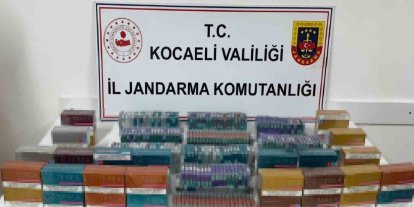 T.C.
KOCAELİ VALİLİĞİ
İL JANDARMA KOMUTANLIĞI